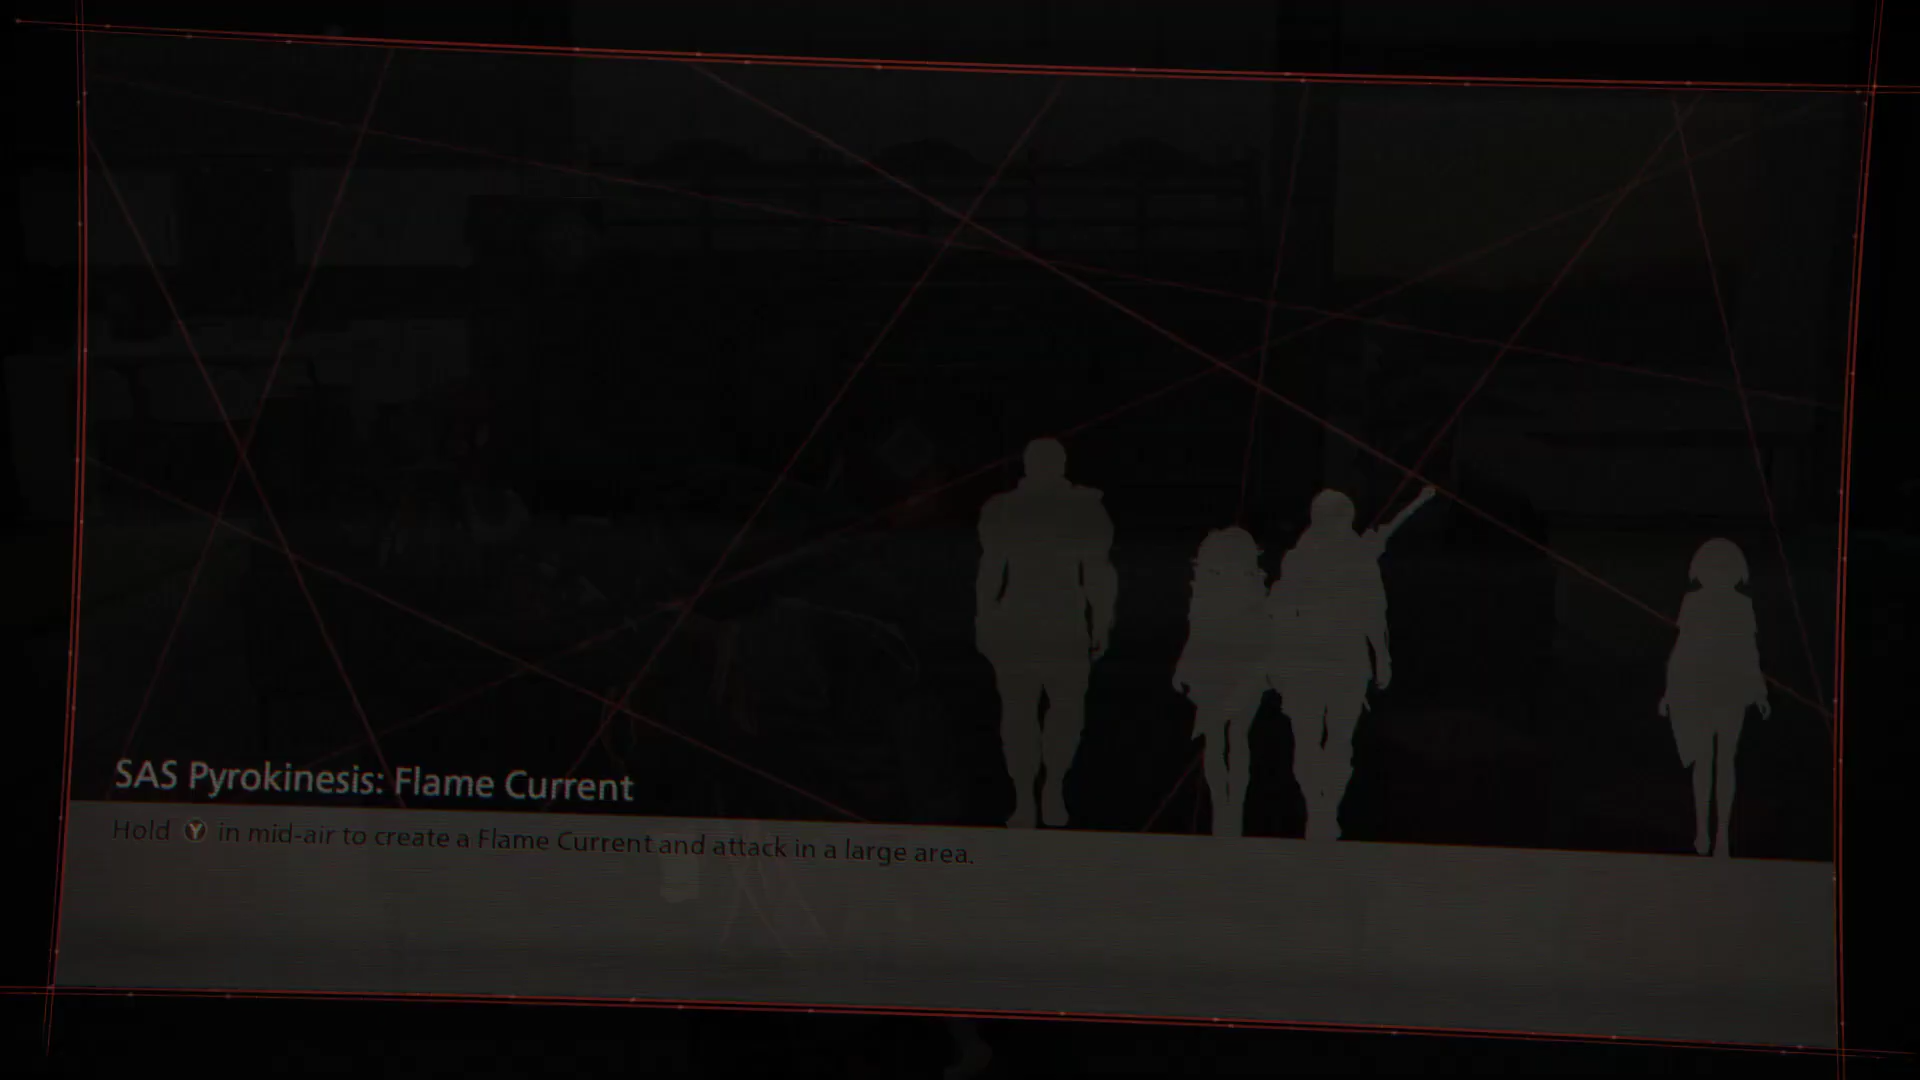 SAS Pyrokinesis: Flame Current
Hold Y in mid-air to create a Flame Current and attack in a large area.